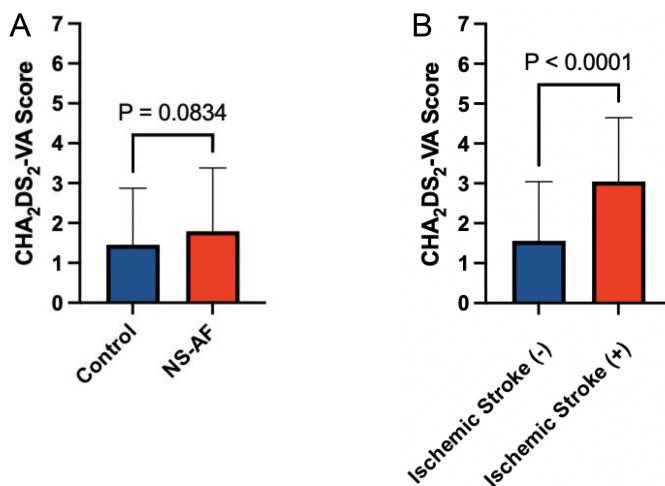 A
CHA₂DS₂-VA Score
7
6
5
4
3
2
1
0
P = 0.0834
Control
NS-AF
B
CHA₂DS₂-VA Score
7
6
5
4
3
2
1
0
P < 0.0001
Ischemic Stroke (-)
Ischemic Stroke (+)